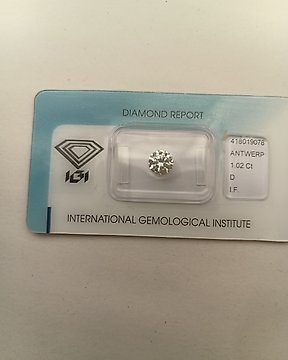 DIAMOND REPORT
IGI
418019078
ANTWERP
1.02 Ct
D
I.F.
INTERNATIONAL GEMOLOGICAL INSTITUTE